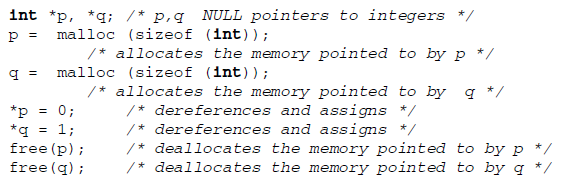 int *p, *q; /* p,q NULL pointers to integers */
p = malloc (sizeof (int));
/* allocates the memory pointed to by p */
q = malloc (sizeof (int));
/* allocates the memory pointed to by q */
*p = 0; /* dereferences and assigns */
*q = 1; /* dereferences and assigns */
free(p); /* deallocates the memory pointed to by p */
free(q); /* deallocates the memory pointed to by q */